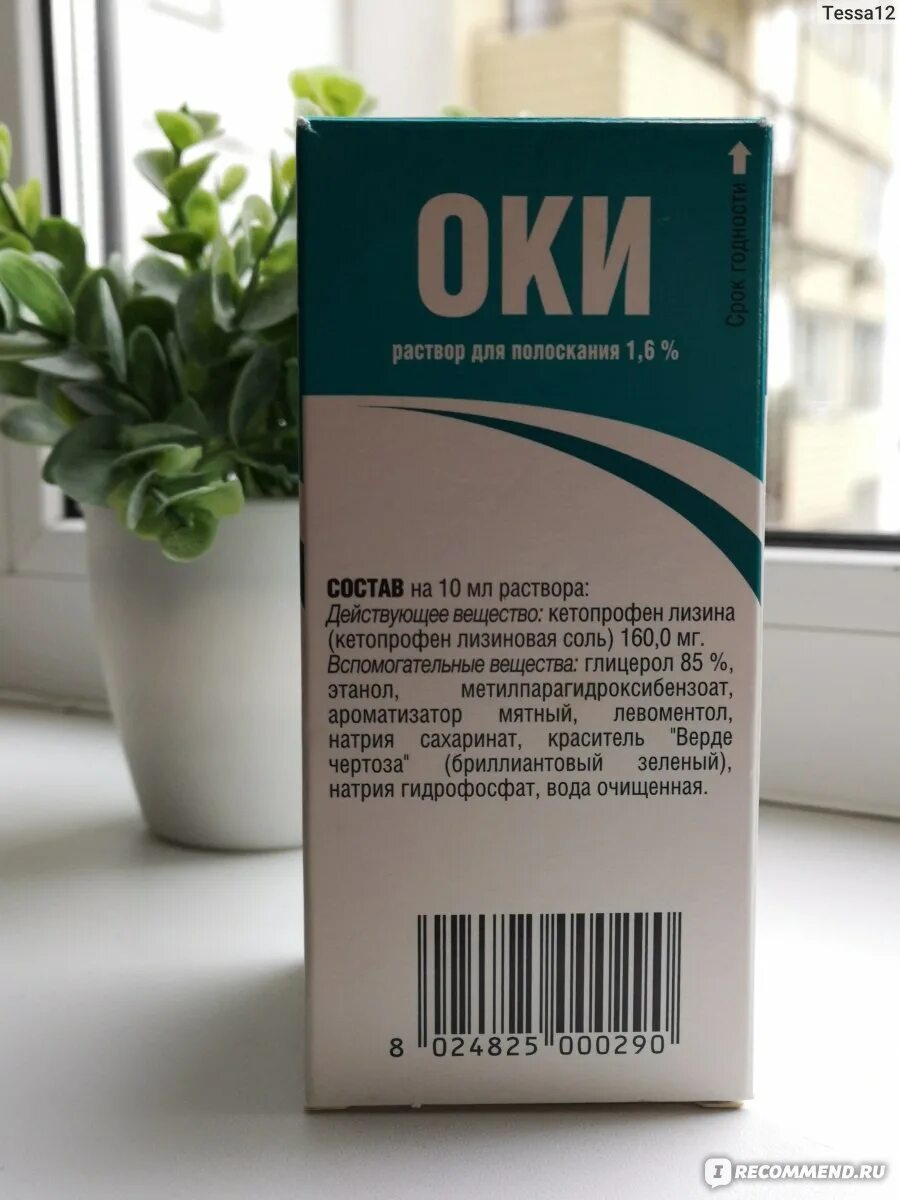 Tessa12
ОКИ
раствор для полоскания 1,6 %
Срок годности
СОСТАВ на 10 мл раствора:
Действующее вещество: кетопрофен лизина
(кетопрофен лизиновая соль) 160,0 мг.
Вспомогательные вещества: глицерол 85 %,
этанол, метилпарагидроксибензоат,
ароматизатор мятный, левоментол,
натрия сахаринат, краситель "Верде
чертоза" (бриллиантовый зеленый),
натрия гидрофосфат, вода очищенная.
8 024825 000290
IRECOMMEND.RU